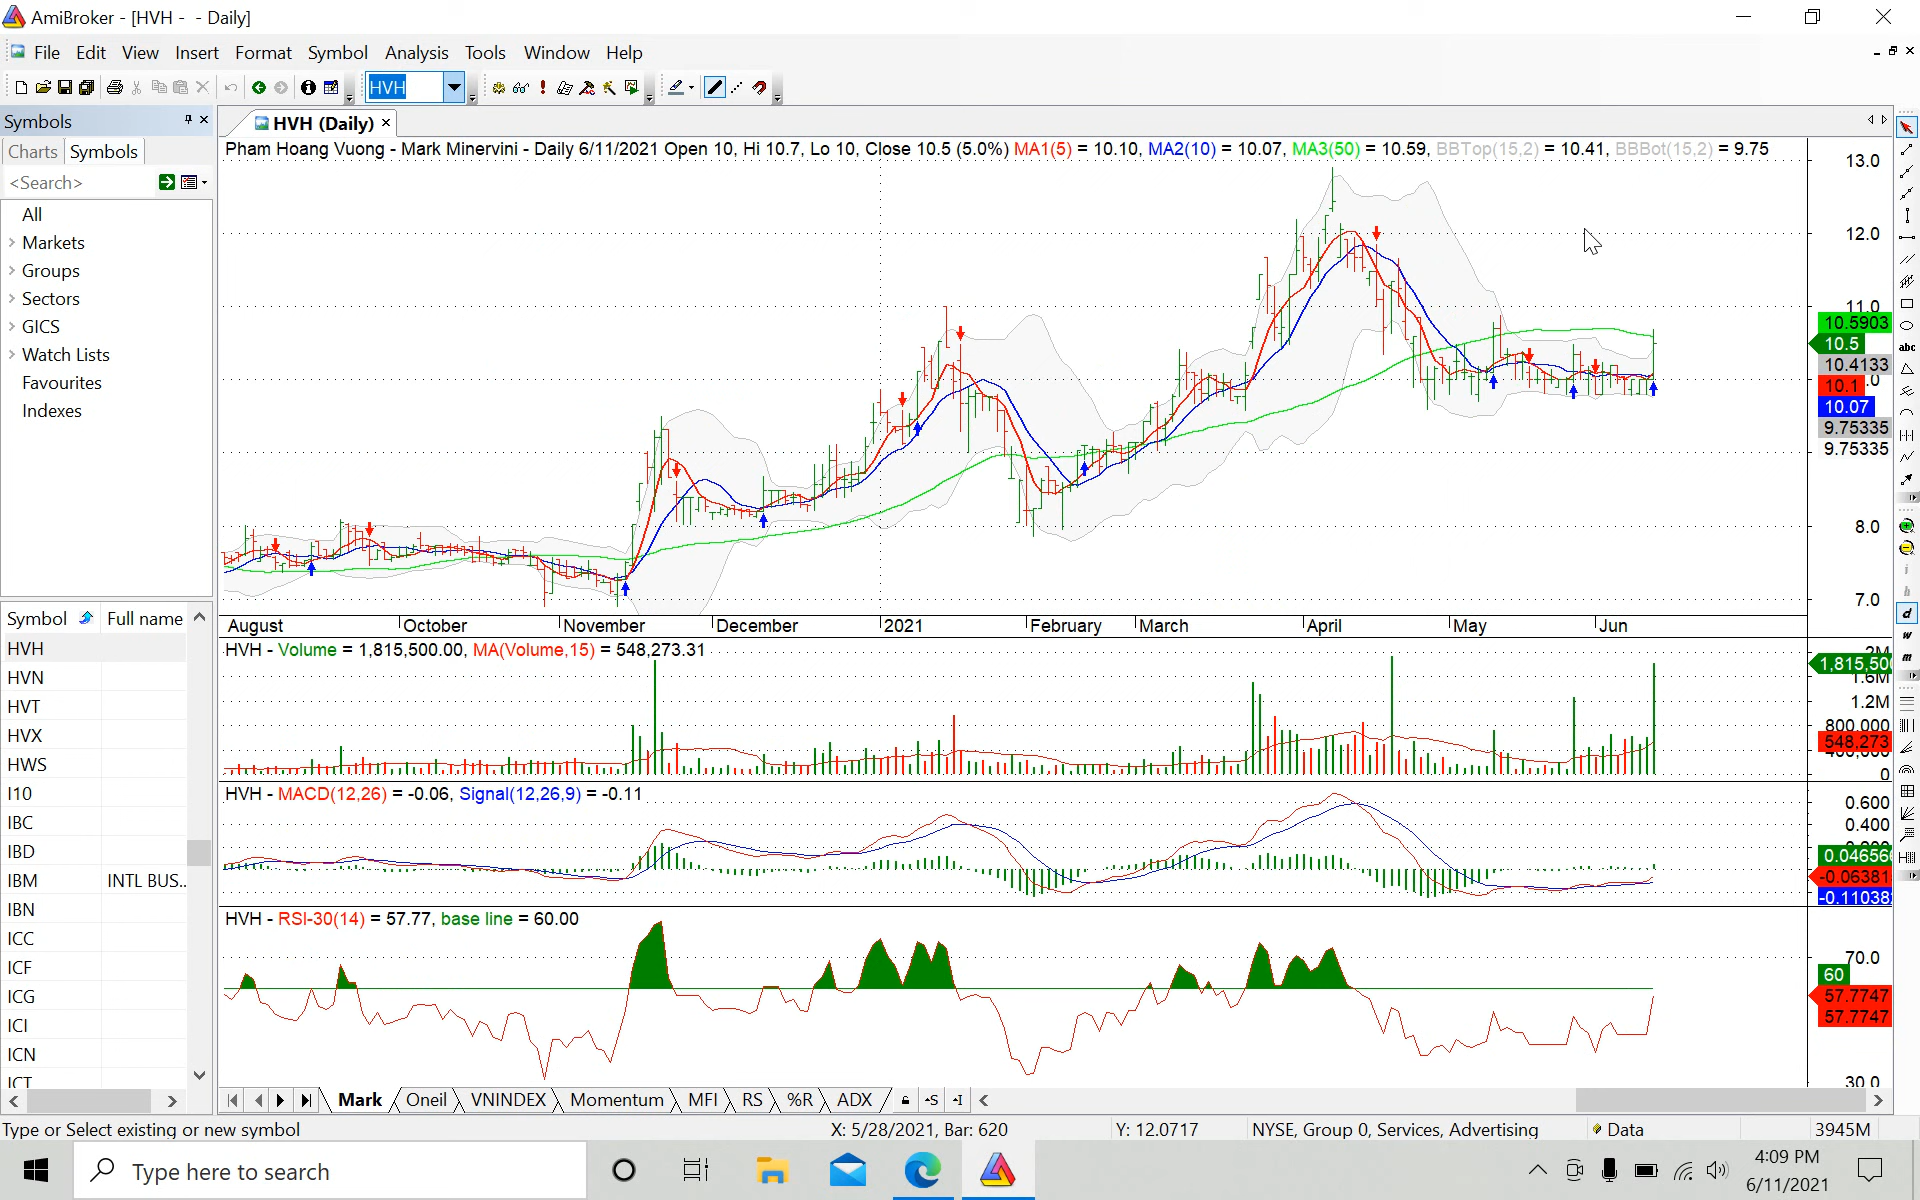 AmiBroker - [HVH -  - Daily]
File Edit View Insert Format Symbol Analysis Tools Window Help
HVH
Symbols
HVH (Daily)
Charts Symbols
<Search>
All
Markets
Groups
Sectors
GICS
Watch Lists
Favourites
Indexes
Symbol Full name
HVH
HVN
HVT
HVX
HWS
I10
IBC
IBD
IBM INTL BUS..
IBN
ICC
ICF
ICG
ICI
ICN
ICT
Pham Hoang Vuong - Mark Minervini - Daily 6/11/2021 Open 10, Hi 10.7, Lo 10, Close 10.5 (5.0%) MA1(5) = 10.10, MA2(10) = 10.07, MA3(50) = 10.59, BBTop(15,2) = 10.41, BBBot(15,2) = 9.75
13.0
12.0
11.0
10.5903
10.5
10.4133
10.1
10.07
9.75335
9.75335
8.0
7.0
August October November December 2021 February March April May Jun
HVH - Volume = 1,815,500.00, MA(Volume,15) = 548,273.31
2M
1,815,50
1.6M
1.2M
800,000
548,273
400,000
0
HVH - MACD(12,26) = -0.06, Signal(12,26,9) = -0.11
0.600
0.400
0.04656
-0.06381
-0.11038
HVH - RSI-30(14) = 57.77, base line = 60.00
70.0
60
57.7747
57.7747
30.0
abc
i
h
d
w
m
Mark Oneil VNINDEX Momentum MFI RS %R ADX S I
Type or Select existing or new symbol X: 5/28/2021, Bar: 620 Y: 12.0717 NYSE, Group 0, Services, Advertising Data 3945M
Type here to search
4:09 PM
6/11/2021